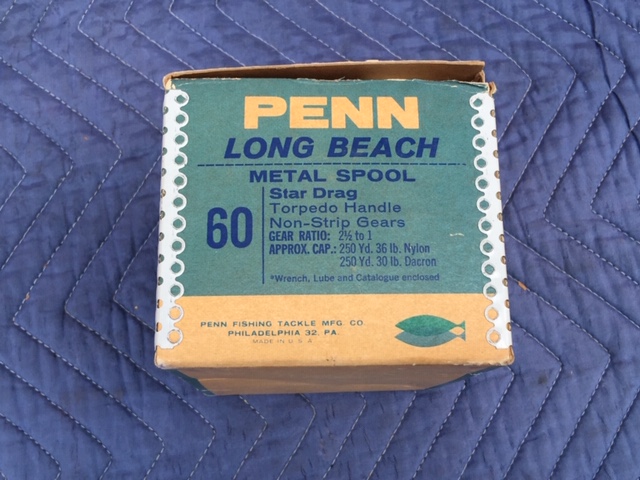 PENN
LONG BEACH
METAL SPOOL
60
Star Drag
Torpedo Handle
Non-Strip Gears
GEAR RATIO: 2½ to 1
APPROX. CAP.: 250 Yd. 36 lb. Nylon
250 Yd. 30 lb. Dacron
*Wrench, Lube and Catalogue enclosed
PENN FISHING TACKLE MFG. CO.
PHILADELPHIA 32, PA.
MADE IN U.S.A.